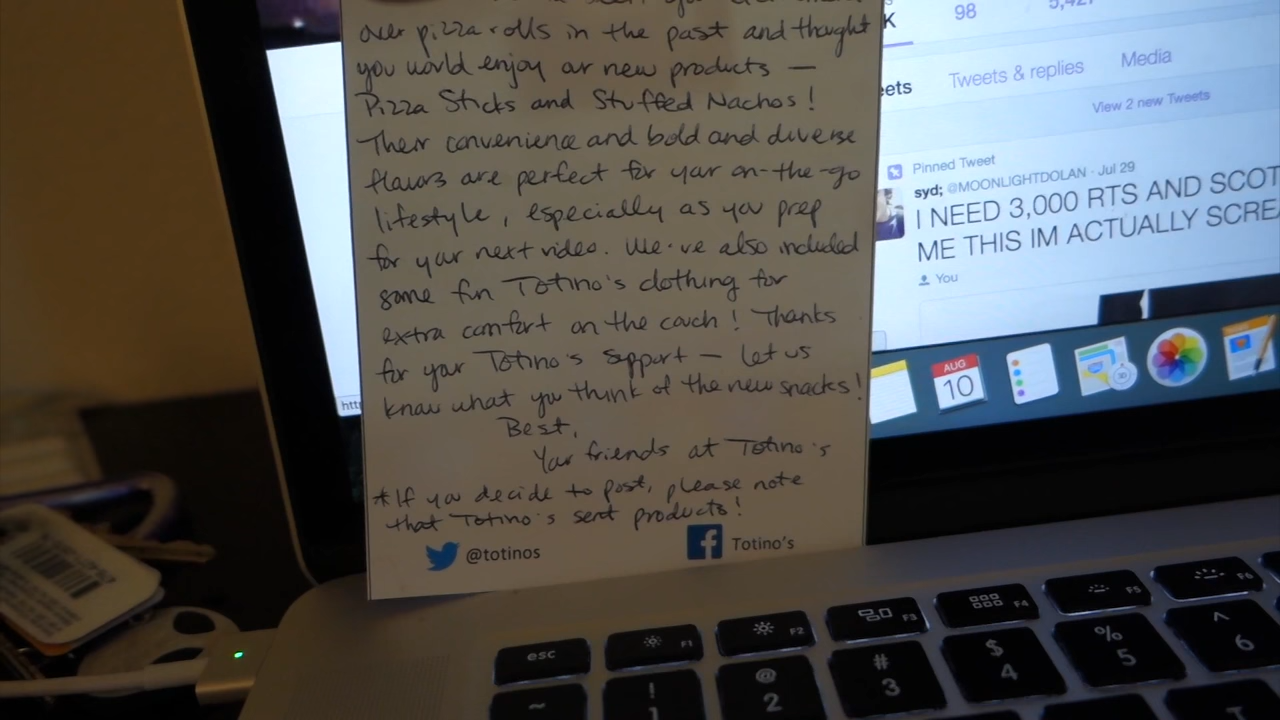 over pizza rolls in the past and thought
you would enjoy our new products —
Pizza Sticks and Stuffed Nachos!
Their convenience and bold and diverse
flavors are perfect for your on-the-go
lifestyle, especially as you prep
for your next video. We've also included
some fun Totino's clothing for
extra comfort on the couch! Thanks
for your Totino's support — let us
know what you think of the new snacks!
Best,
Your friends at Totino's
*If you decide to post, please note
that Totino's sent products!
@totinos
Totino's
K
98
ets
Tweets & replies
Media
View 2 new Tweets
Pinned Tweet
syd; @MOONLIGHTDOLAN · Jul 29
I NEED 3,000 RTS AND SCOT
ME THIS IM ACTUALLY SCREA
You
htt
AUG
10
3D
esc
F1
F2
F3
F4
F5
F6
~
!
1
@
2
#
3
$
4
%
5
^
6
T